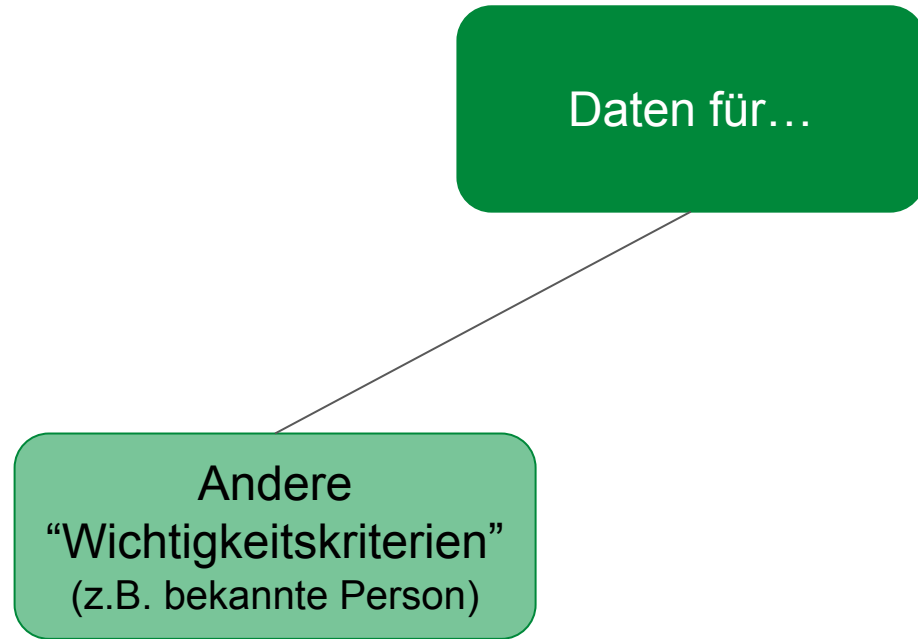 Daten für…
Andere
“Wichtigkeitskriterien”
(z.B. bekannte Person)